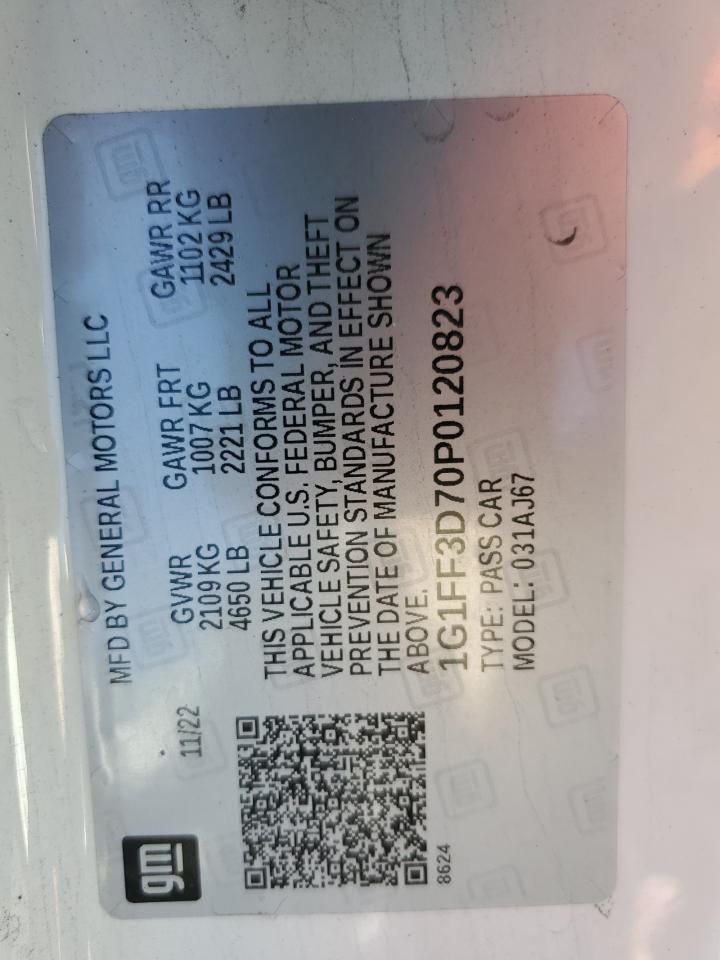 gm
MFD BY GENERAL MOTORS LLC
11/22
GVWR GAWR FRT GAWR RR
2109 KG 1007 KG 1102 KG
4650 LB 2221 LB 2429 LB
THIS VEHICLE CONFORMS TO ALL
APPLICABLE U.S. FEDERAL MOTOR
VEHICLE SAFETY, BUMPER, AND THEFT
PREVENTION STANDARDS IN EFFECT ON
THE DATE OF MANUFACTURE SHOWN
ABOVE.
1G1FF3D70P0120823
TYPE: PASS CAR
MODEL: 031AJ67
8624